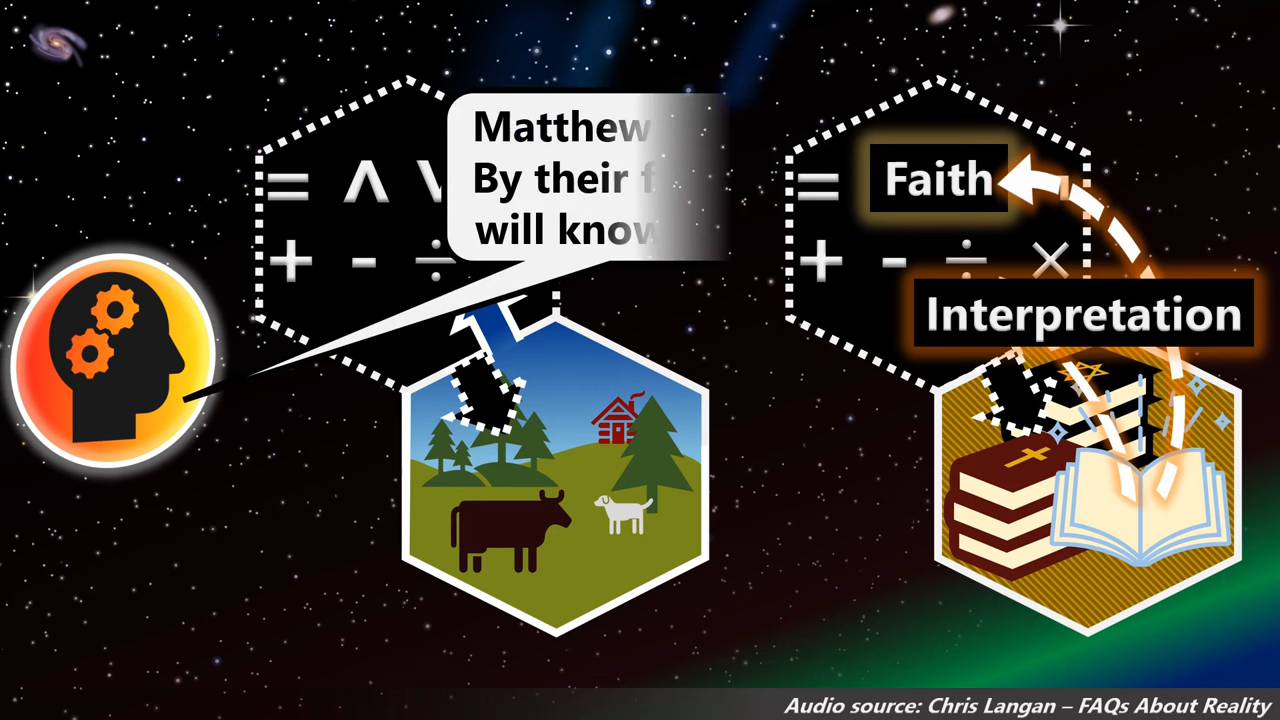 Matthew
By their
will know
= ∧
+ - ÷
= Faith
+ - ÷ ×
Interpretation
Audio source: Chris Langan – FAQs About Reality